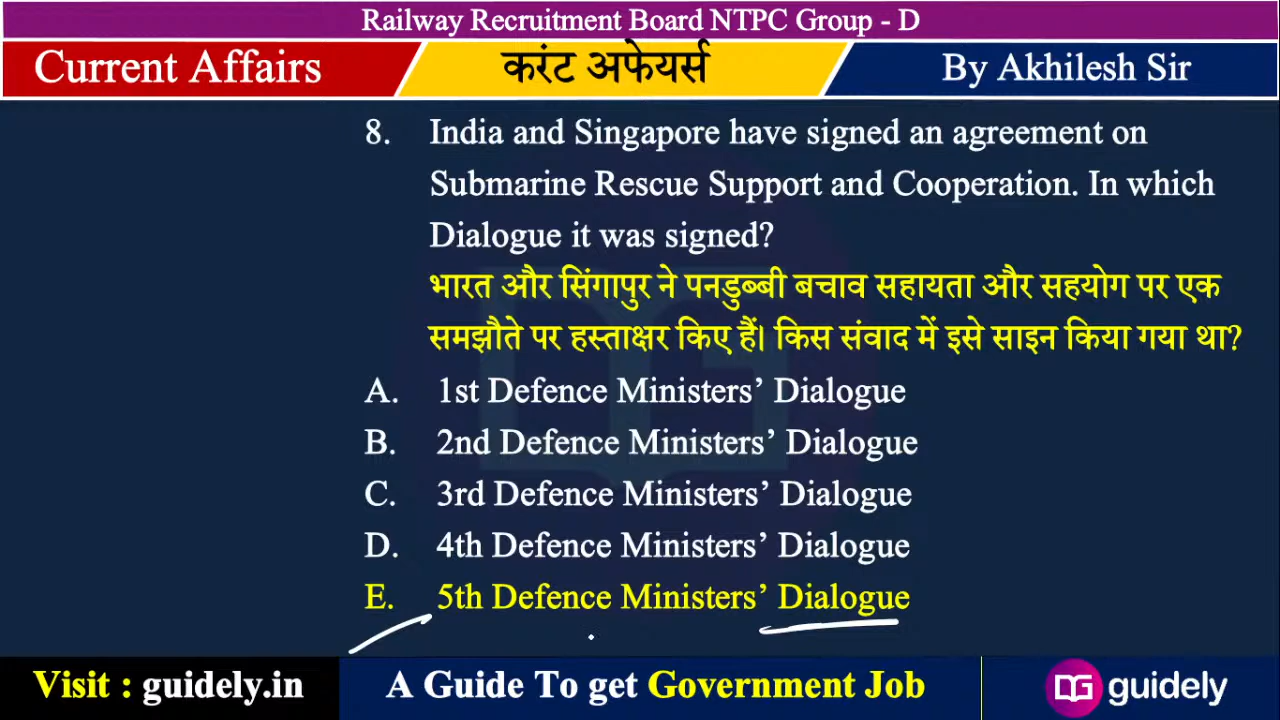 Railway Recruitment Board NTPC Group - D
Current Affairs
करंट अफेयर्स
By Akhilesh Sir
8. India and Singapore have signed an agreement on
Submarine Rescue Support and Cooperation. In which
Dialogue it was signed?
भारत और सिंगापुर ने पनडुब्बी बचाव सहायता और सहयोग पर एक
समझौते पर हस्ताक्षर किए हैं। किस संवाद में इसे साइन किया गया था?
A. 1st Defence Ministers’ Dialogue
B. 2nd Defence Ministers’ Dialogue
C. 3rd Defence Ministers’ Dialogue
D. 4th Defence Ministers’ Dialogue
E. 5th Defence Ministers’ Dialogue
Visit : guidely.in
A Guide To get Government Job
DG guidely